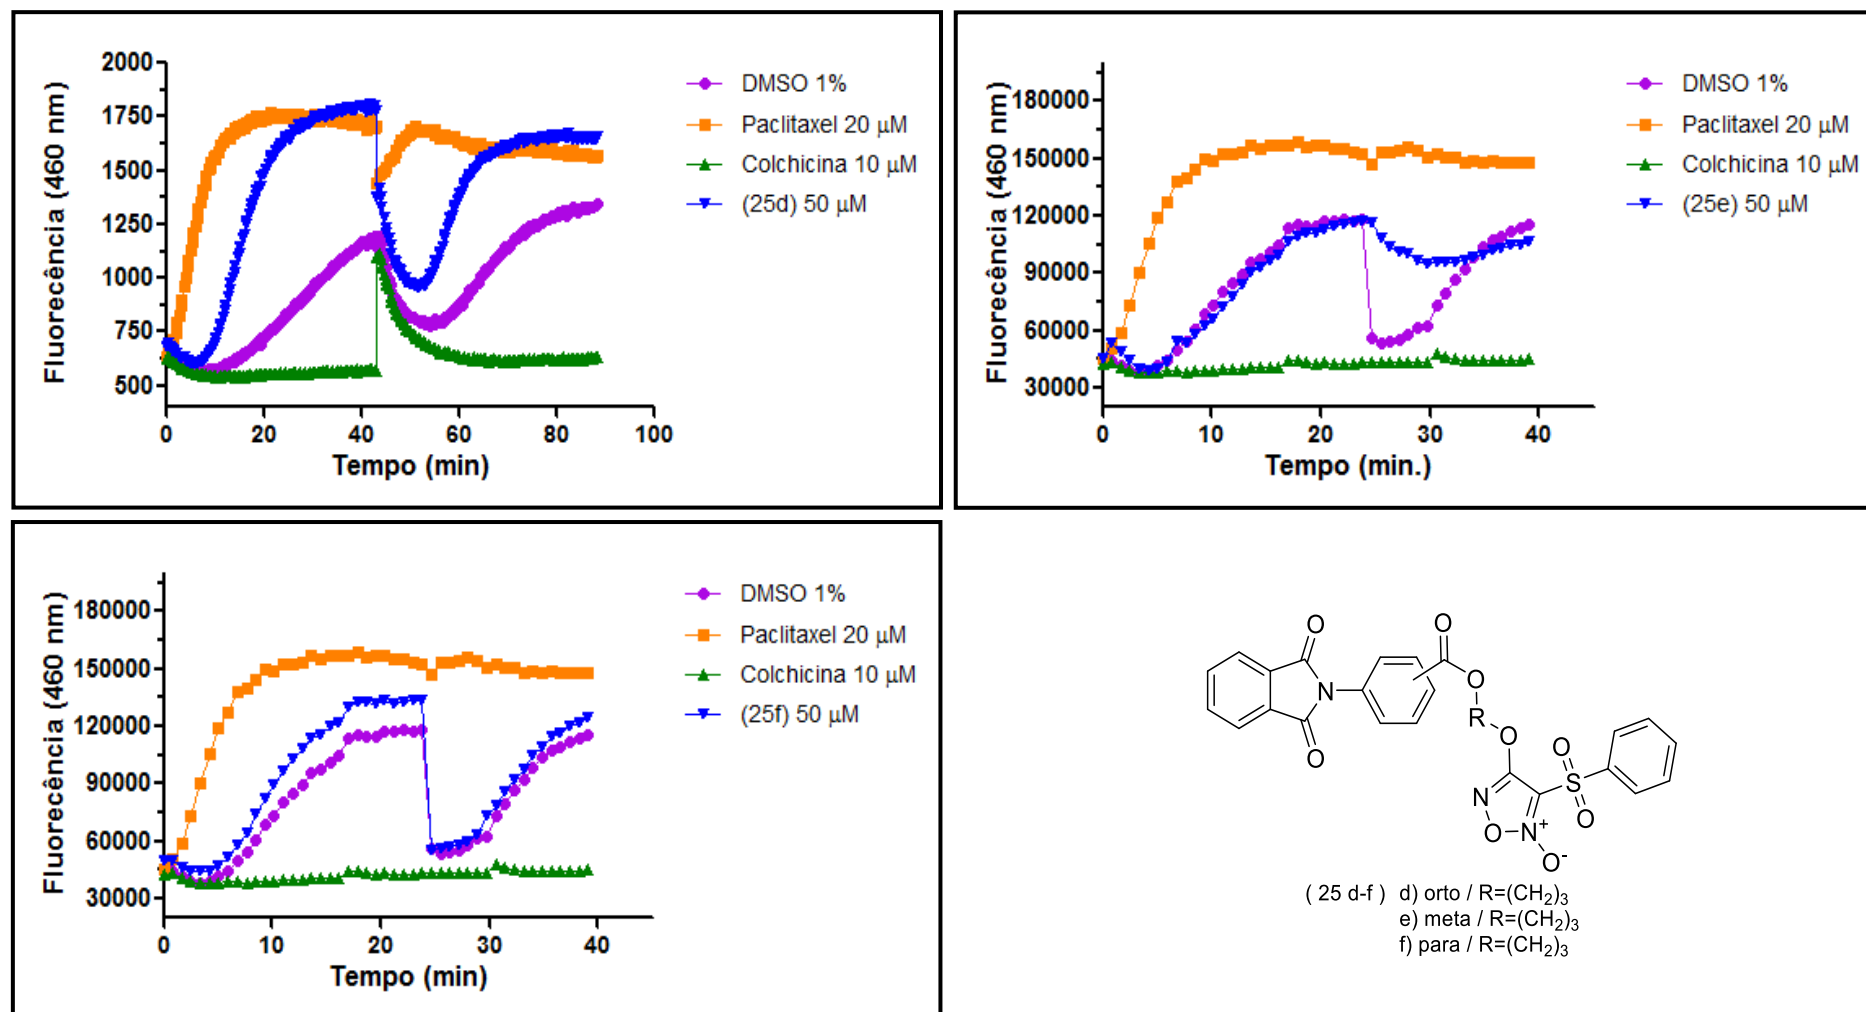 Fluorecência (460 nm)
2000
1750
1500
1250
1000
750
500
0 20 40 60 80 100
Tempo (min)
DMSO 1%
Paclitaxel 20 µM
Colchicina 10 µM
(25d) 50 µM
Fluorecência (460 nm)
180000
150000
120000
90000
60000
30000
0 10 20 30 40
Tempo (min.)
DMSO 1%
Paclitaxel 20 µM
Colchicina 10 µM
(25e) 50 µM
Fluorecência (460 nm)
180000
150000
120000
90000
60000
30000
0 10 20 30 40
Tempo (min)
DMSO 1%
Paclitaxel 20 µM
Colchicina 10 µM
(25f) 50 µM
O
O
N
O
O
O
R
O
O
S
O
N
O
N+
O-
( 25 d-f ) d) orto / R=(CH2)3
e) meta / R=(CH2)3
f) para / R=(CH2)3